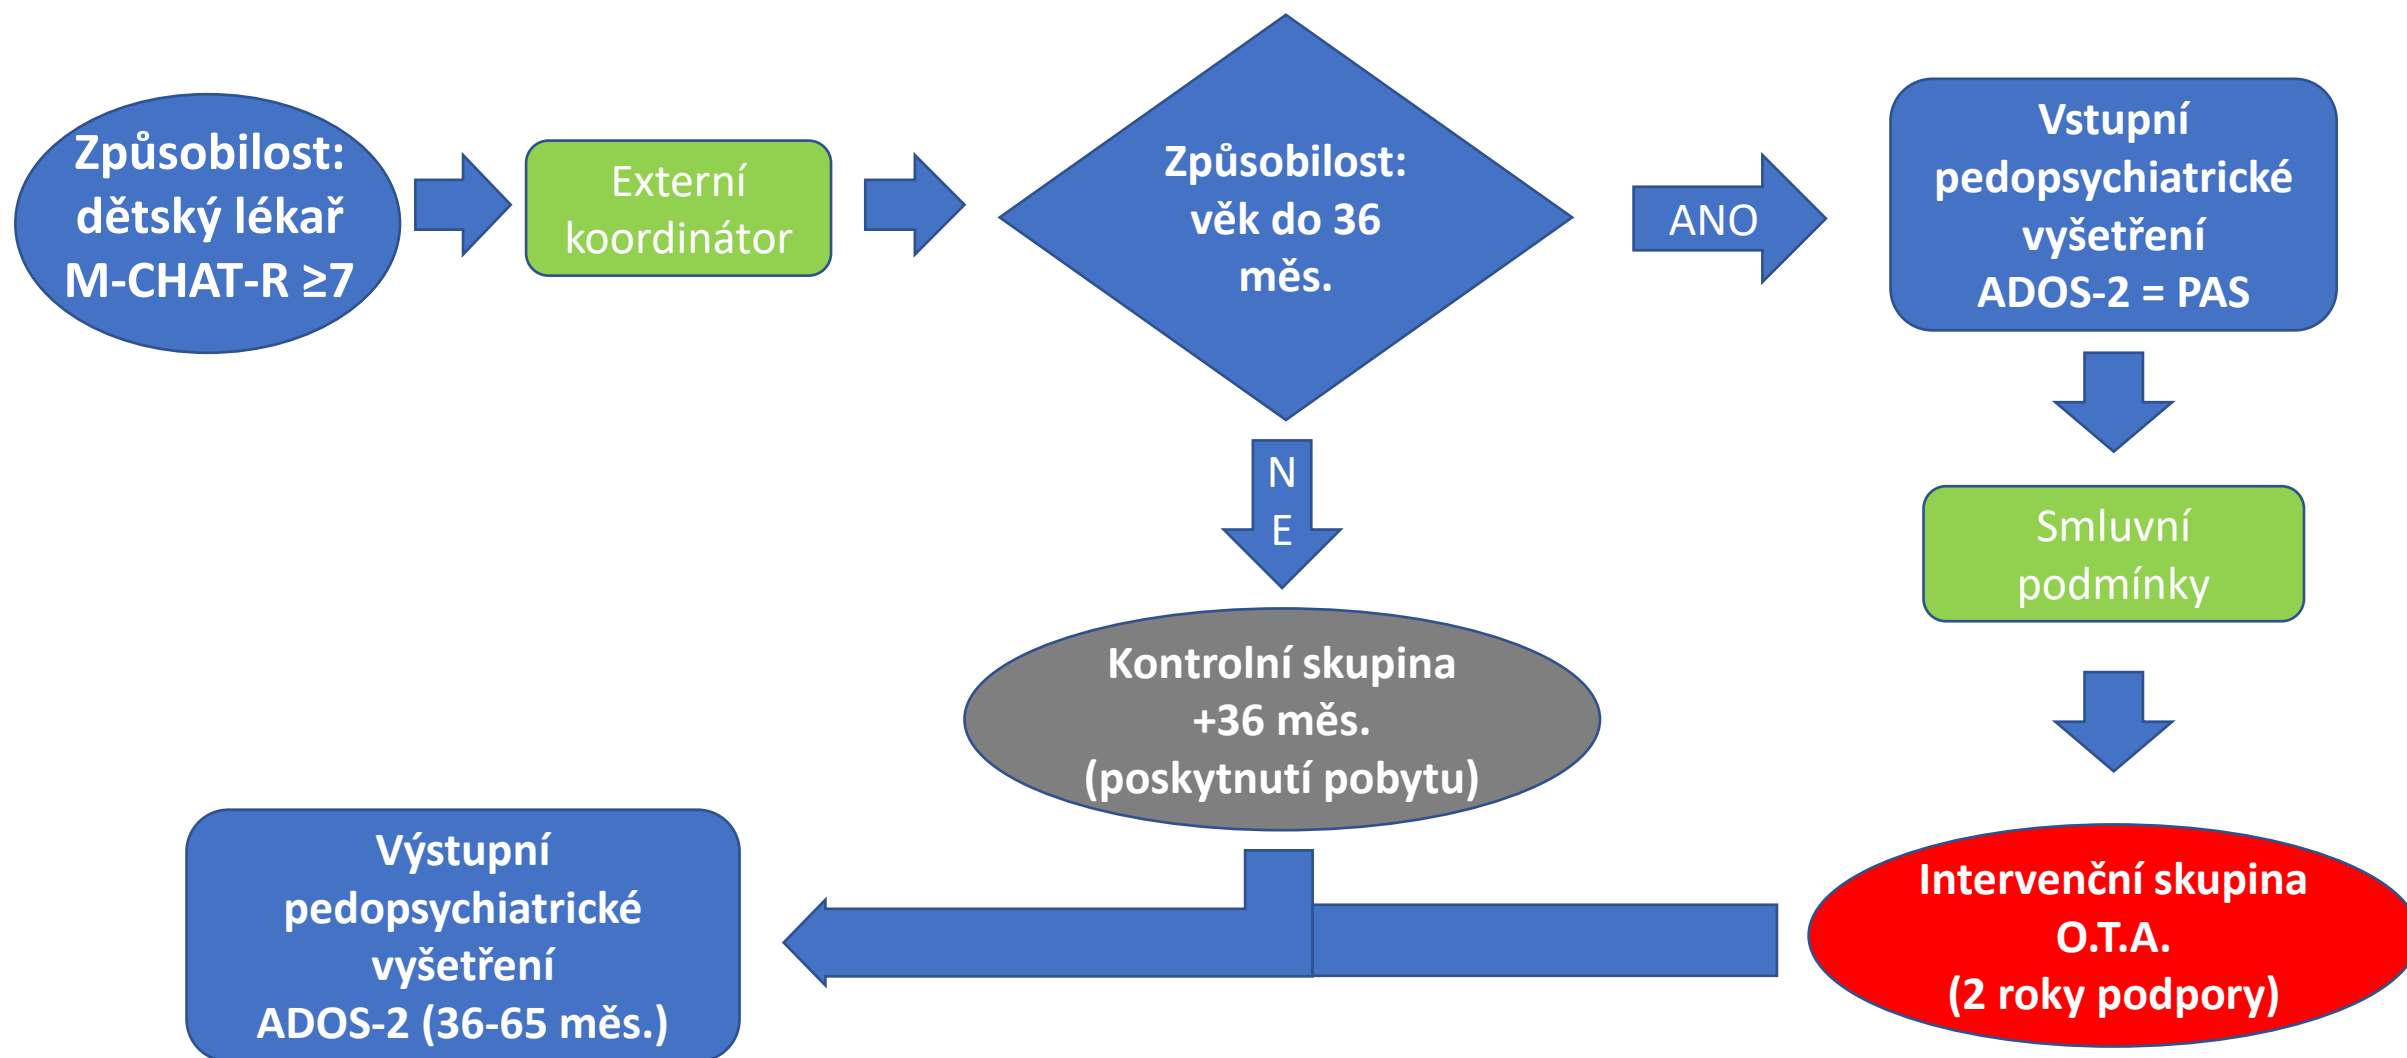 Způsobilost:
dětský lékař
M-CHAT-R ≥7
Externí
koordinátor
Způsobilost:
věk do 36
měs.
ANO
Vstupní
pedopsychiatrické
vyšetření
ADOS-2 = PAS
N
E
Smluvní
podmínky
Kontrolní skupina
+36 měs.
(poskytnutí pobytu)
Intervenční skupina
O.T.A.
(2 roky podpory)
Výstupní
pedopsychiatrické
vyšetření
ADOS-2 (36-65 měs.)